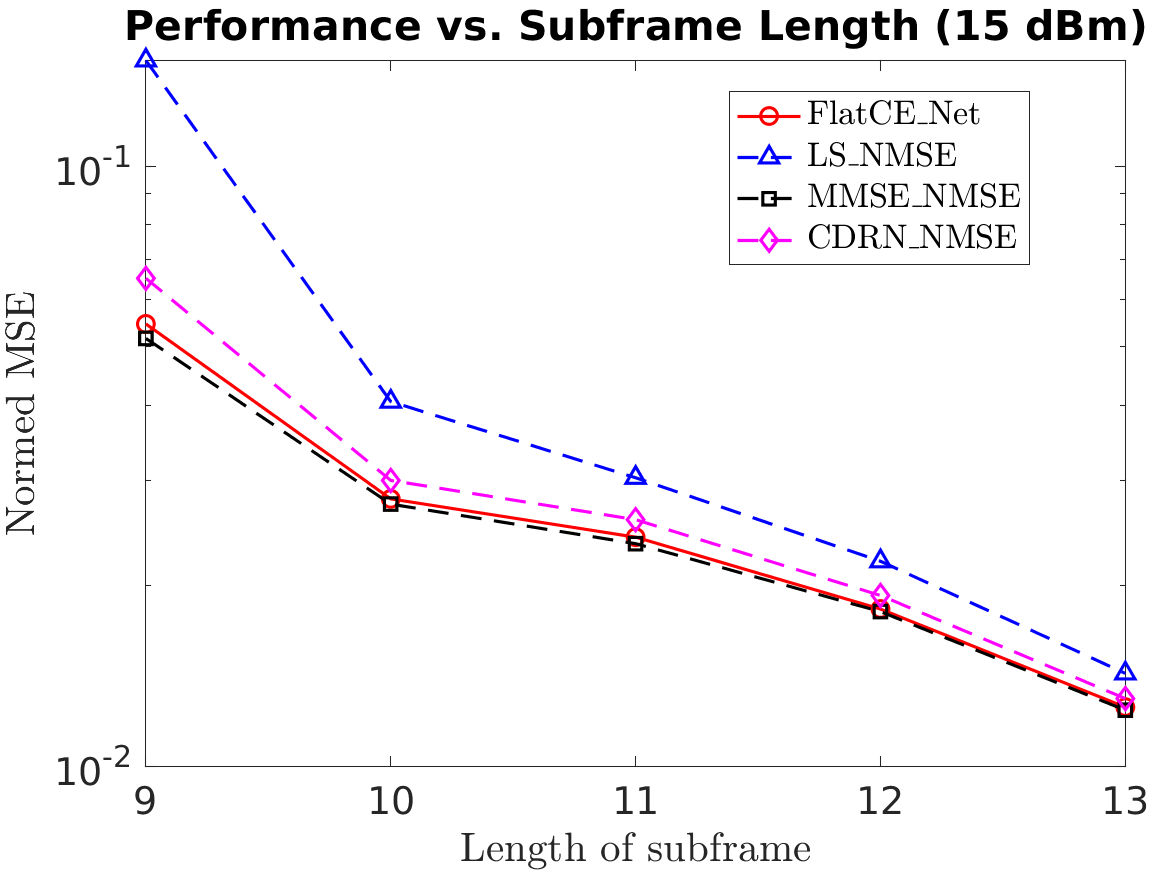 Performance vs. Subframe Length (15 dBm)
FlatCE_Net
LS_NMSE
MMSE_NMSE
CDRN_NMSE
10-1
10-2
Normed MSE
9 10 11 12 13
Length of subframe